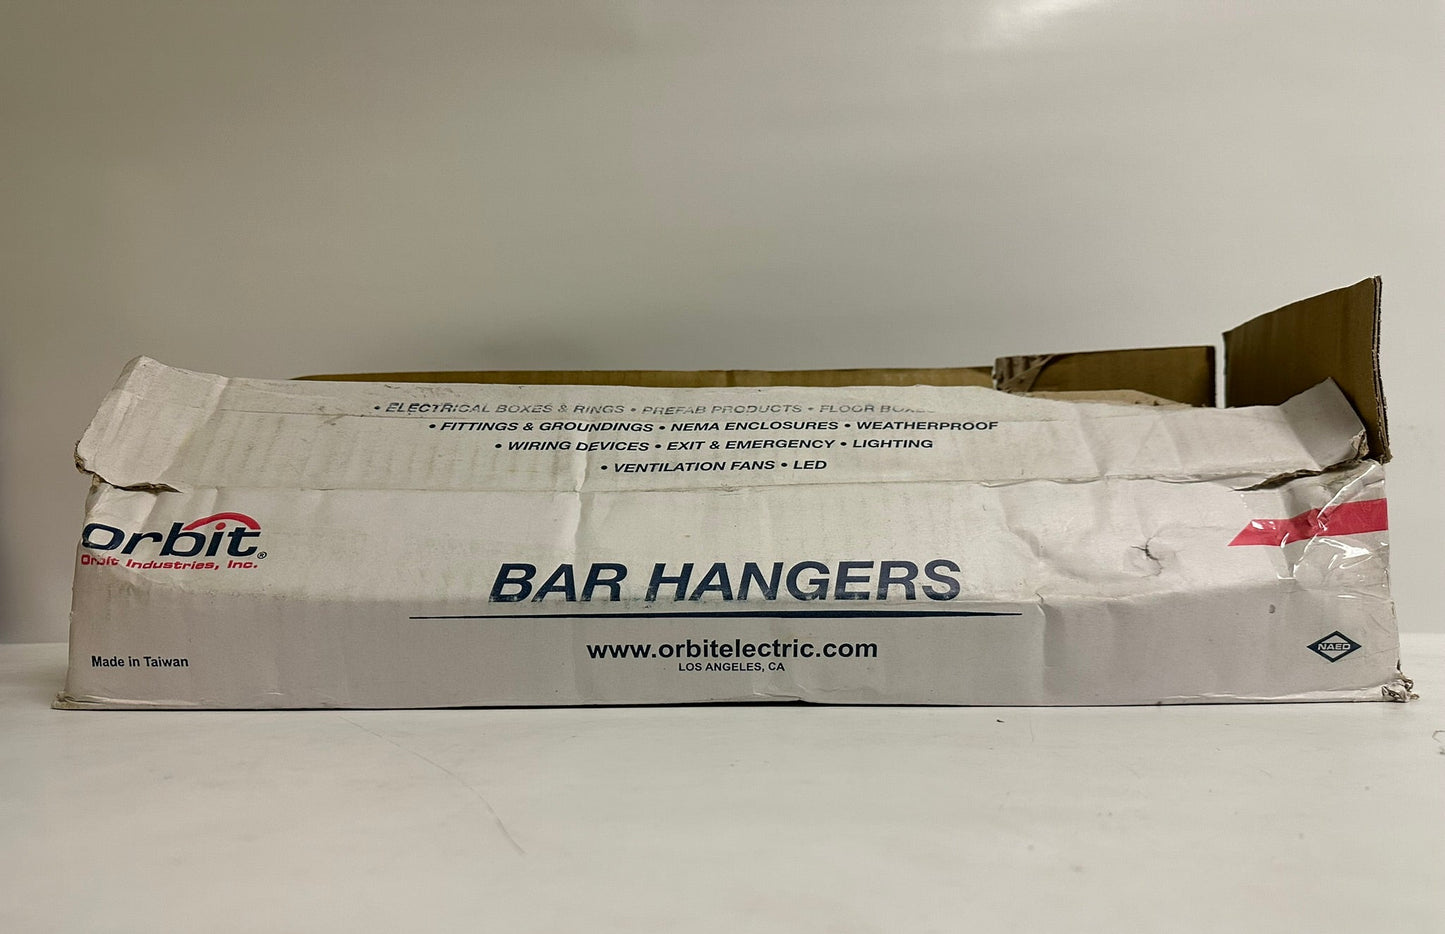 • ELECTRICAL BOXES & RINGS • PREFAB PRODUCTS • FLOOR BOXES
• FITTINGS & GROUNDINGS • NEMA ENCLOSURES • WEATHERPROOF
• WIRING DEVICES • EXIT & EMERGENCY • LIGHTING
• VENTILATION FANS • LED
Orbit®
Orbit Industries, Inc.
BAR HANGERS
www.orbitelectric.com
LOS ANGELES, CA
Made in Taiwan
NAED